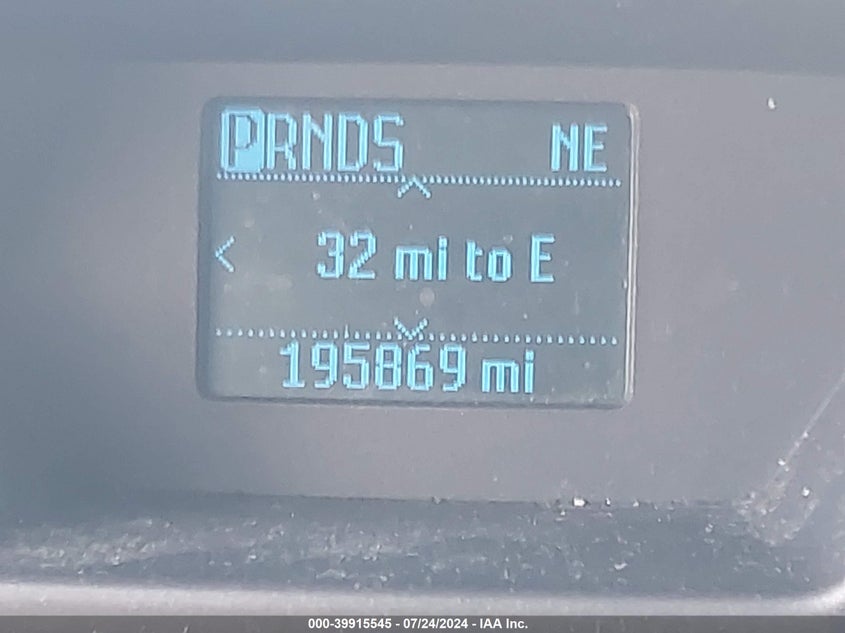 PRNDS NE
32 mi to E
195869 mi
000-39915545 - 07/24/2024 - IAA Inc.